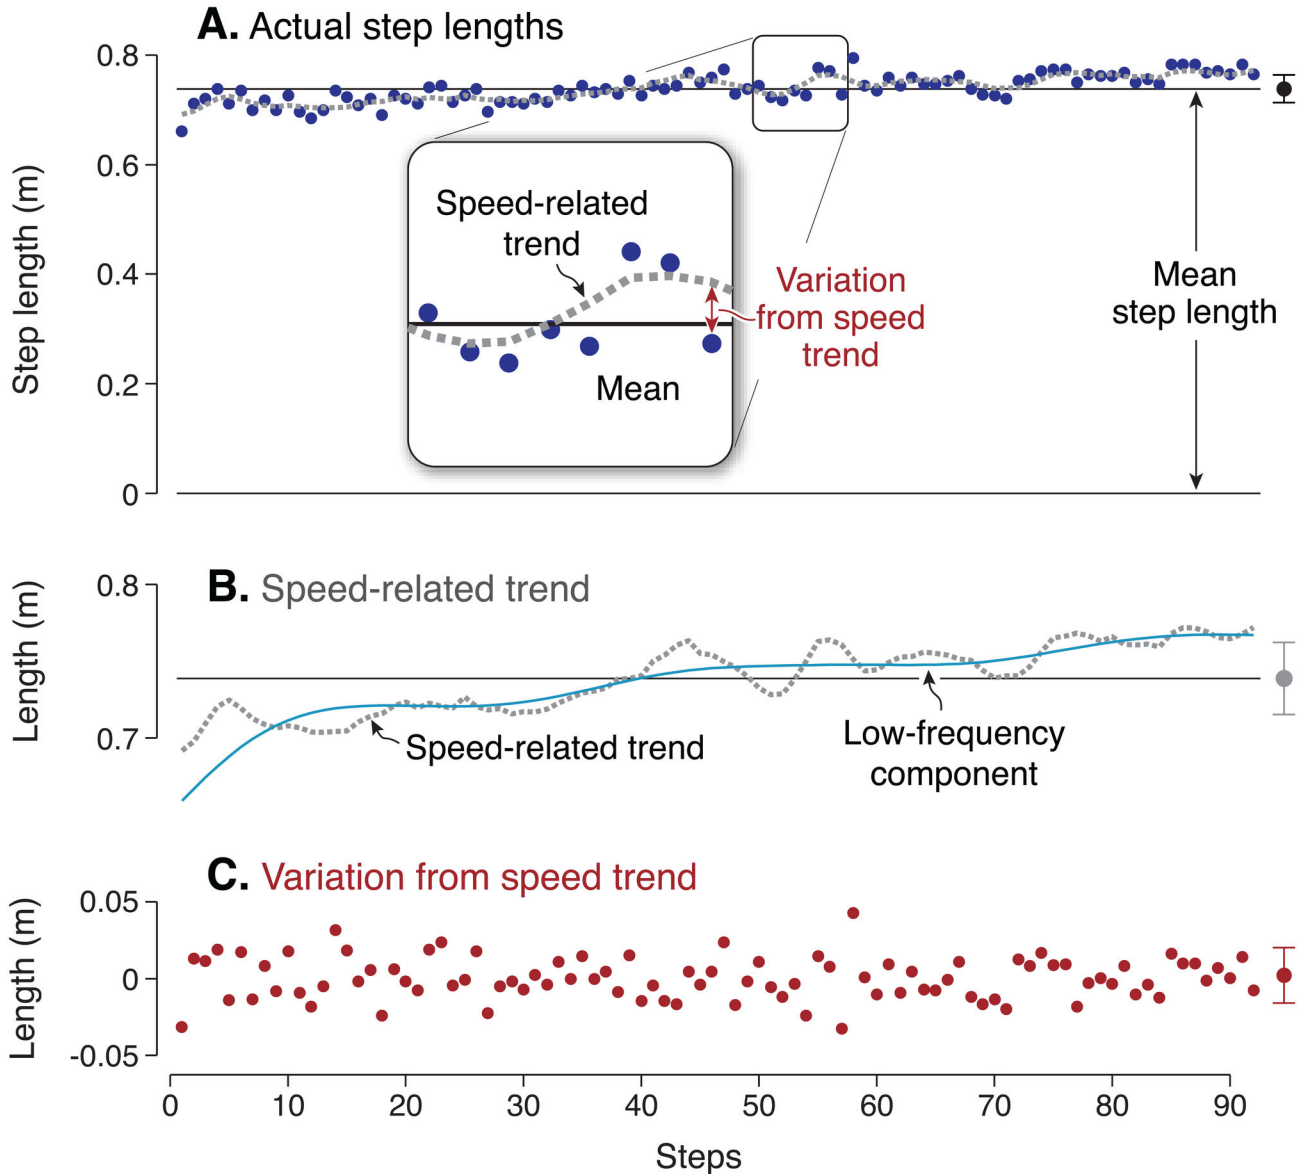 A. Actual step lengths
0.8
0.6
0.4
0.2
0
Step length (m)
Speed-related
trend
Mean
Variation
from speed
trend
Mean
step length
B. Speed-related trend
0.8
0.7
Length (m)
Speed-related trend
Low-frequency
component
C. Variation from speed trend
0.05
0
-0.05
Length (m)
0 10 20 30 40 50 60 70 80 90
Steps